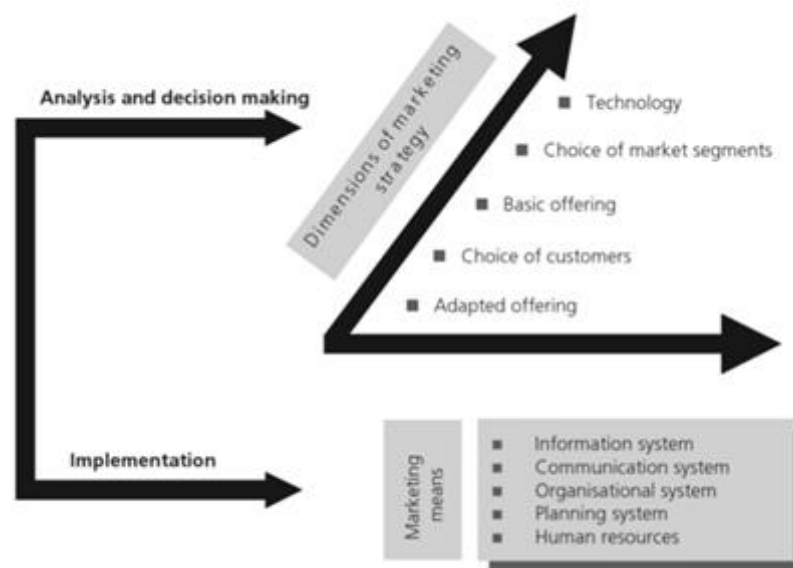 Analysis and decision making
Dimensions of marketing
strategy
Technology
Choice of market segments
Basic offering
Choice of customers
Adapted offering
Implementation
Marketing
means
Information system
Communication system
Organisational system
Planning system
Human resources